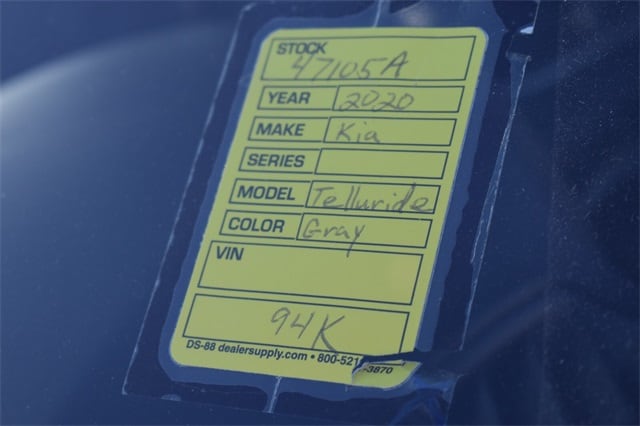 STOCK
47105A
YEAR 2020
MAKE Kia
SERIES
MODEL Telluride
COLOR Gray
VIN
94K
DS-88 dealersupply.com • 800-521 -3870